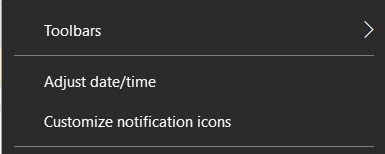 Toolbars
Adjust date/time
Customize notification icons